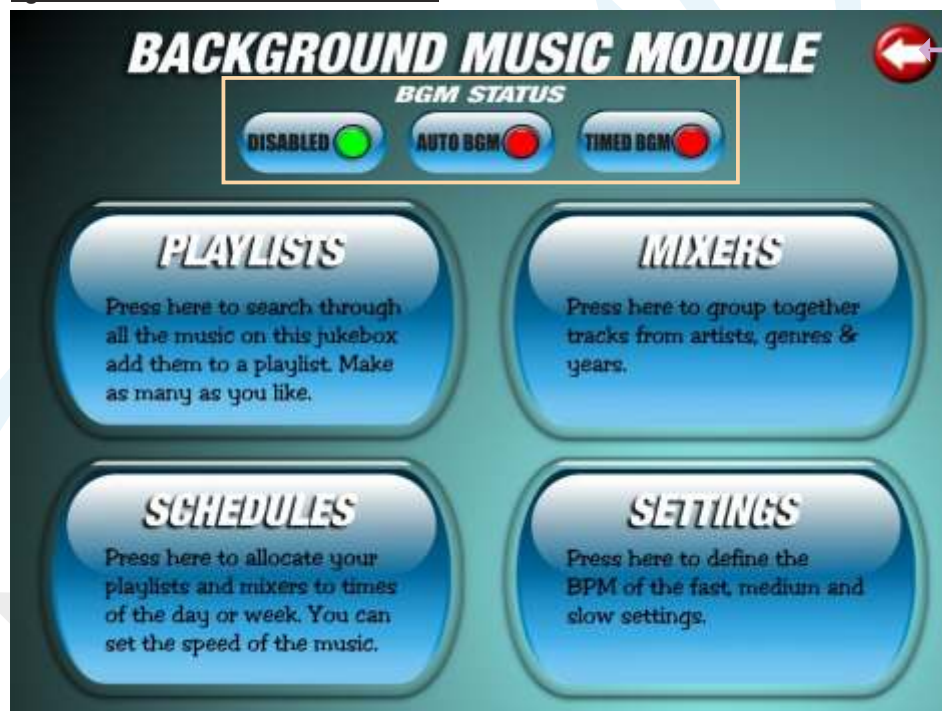 BACKGROUND MUSIC MODULE
BGM STATUS
DISABLED
AUTO BGM
TIMED BGM
PLAYLISTS
Press here to search through
all the music on this jukebox
add them to a playlist. Make
as many as you like.
MIXERS
Press here to group together
tracks from artists, genres &
years.
SCHEDULES
Press here to allocate your
playlists and mixers to times
of the day or week. You can
set the speed of the music.
SETTINGS
Press here to define the
BPM of the fast, medium and
slow settings.